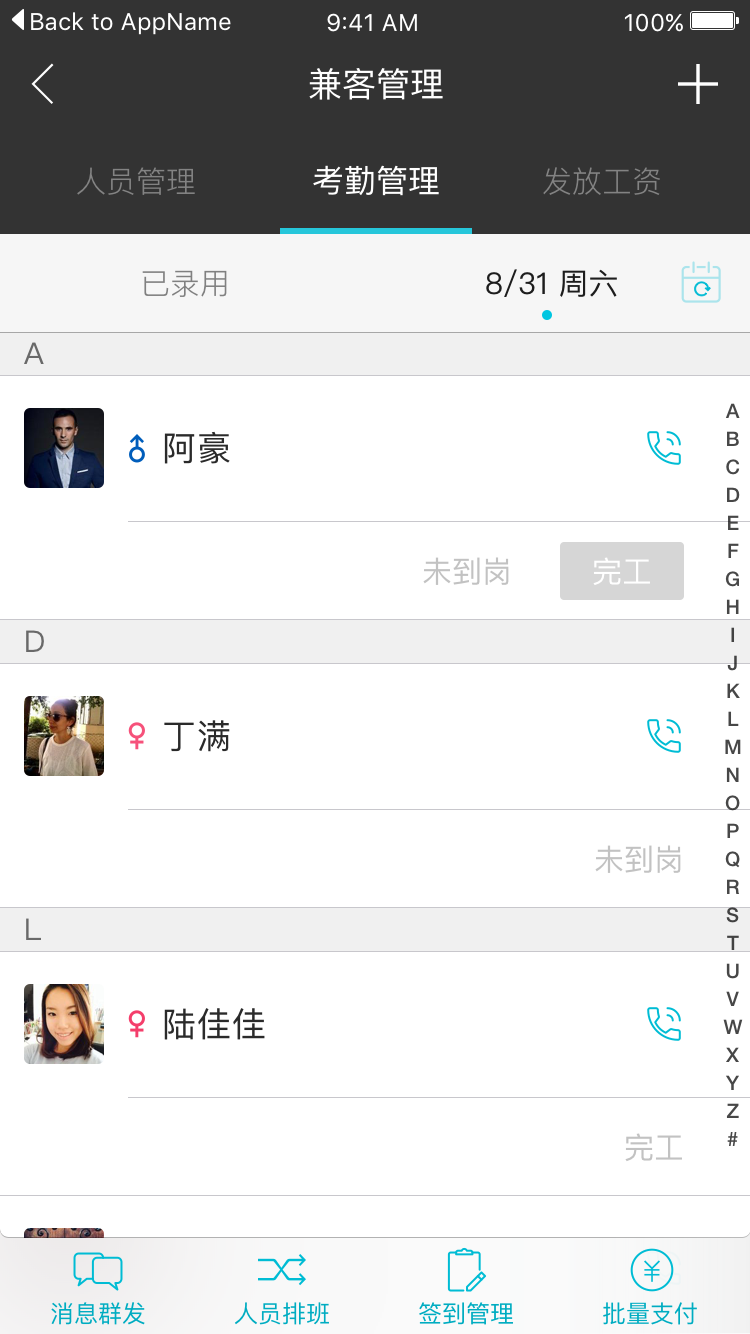 Back to AppName 9:41 AM 100%
兼客管理
人员管理 考勤管理 发放工资
已录用 8/31 周六
A
阿豪
未到岗 完工
D
丁满
未到岗
L
陆佳佳
完工
A
B
C
D
E
F
G
H
I
J
K
L
M
N
O
P
Q
R
S
T
U
V
W
X
Y
Z
#
消息群发 人员排班 签到管理 批量支付